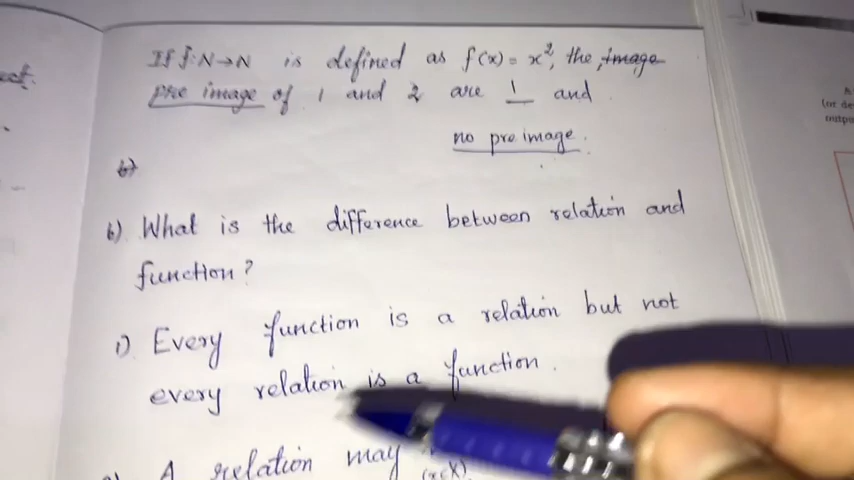 If f:N→N is defined as f(x) = x², the, image
pre image of 1 and 2 are 1 and
no pre image.
b)
b) What is the difference between relation and
function?
1) Every function is a relation but not
every relation is a function.
A relation may
(x∈X)